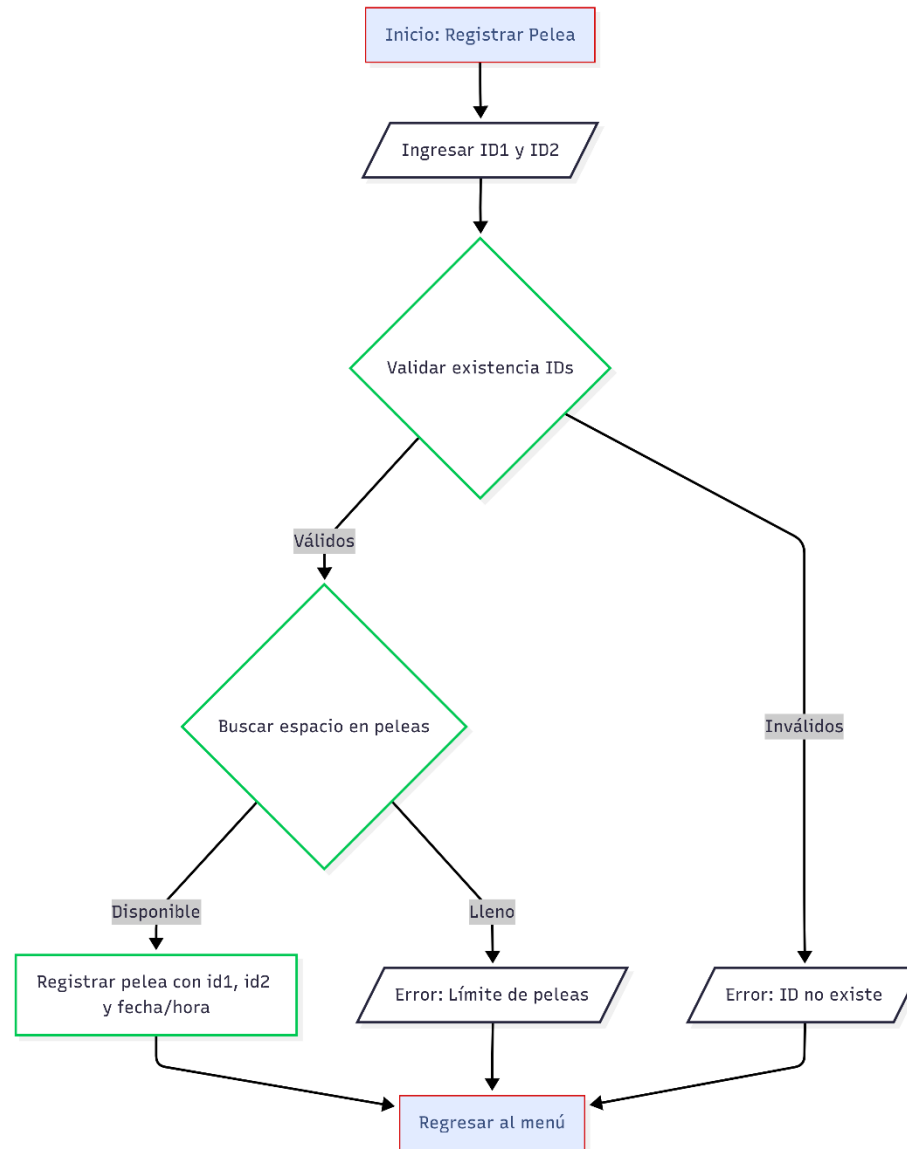 Inicio: Registrar Pelea
Ingresar ID1 y ID2
Validar existencia IDs
Válidos
Buscar espacio en peleas
Inválidos
Disponible
Lleno
Registrar pelea con id1, id2
y fecha/hora
Error: Límite de peleas
Error: ID no existe
Regresar al menú